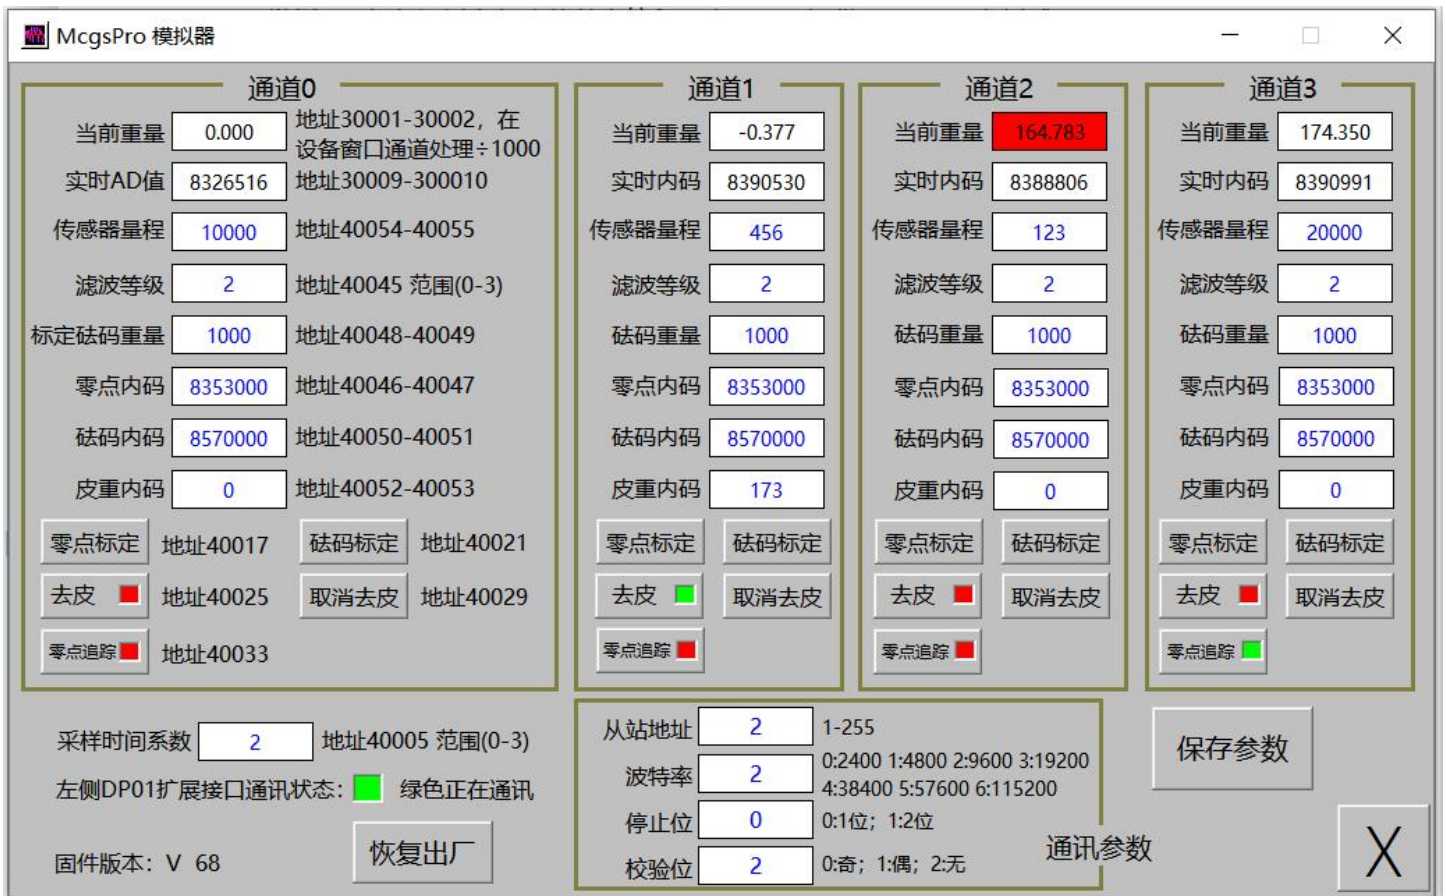 McgsPro 模拟器
通道0
当前重量 0.000 地址30001-30002，在
设备窗口通道处理÷1000
实时AD值 8326516 地址30009-300010
传感器量程 10000 地址40054-40055
滤波等级 2 地址40045 范围(0-3)
标定砝码重量 1000 地址40048-40049
零点内码 8353000 地址40046-40047
砝码内码 8570000 地址40050-40051
皮重内码 0 地址40052-40053
零点标定 地址40017 砝码标定 地址40021
去皮 地址40025 取消去皮 地址40029
零点追踪 地址40033
通道1
当前重量 -0.377
实时内码 8390530
传感器量程 456
滤波等级 2
砝码重量 1000
零点内码 8353000
砝码内码 8570000
皮重内码 173
零点标定 砝码标定
去皮 取消去皮
零点追踪
通道2
当前重量 164.783
实时内码 8388806
传感器量程 123
滤波等级 2
砝码重量 1000
零点内码 8353000
砝码内码 8570000
皮重内码 0
零点标定 砝码标定
去皮 取消去皮
零点追踪
通道3
当前重量 174.350
实时内码 8390991
传感器量程 20000
滤波等级 2
砝码重量 1000
零点内码 8353000
砝码内码 8570000
皮重内码 0
零点标定 砝码标定
去皮 取消去皮
零点追踪
采样时间系数 2 地址40005 范围(0-3)
左侧DP01扩展接口通讯状态： 绿色正在通讯
固件版本：V 68 恢复出厂
从站地址 2 1-255
波特率 2 0:2400 1:4800 2:9600 3:19200
4:38400 5:57600 6:115200
停止位 0 0:1位；1:2位
校验位 2 0:奇；1:偶；2:无
通讯参数
保存参数
X